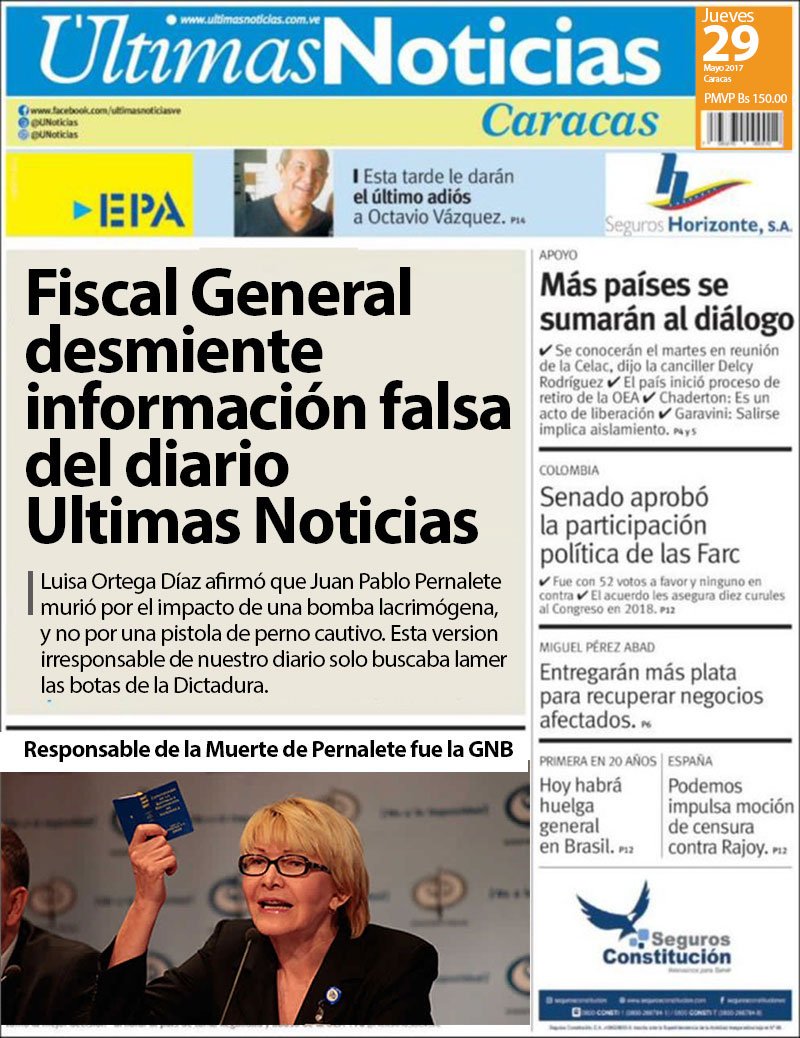 www.ultimasnoticias.com.ve
Últimas Noticias
Caracas
www.facebook.com/ultimasnoticiasve
@UNoticias
@UNoticias
Jueves
29
Mayo 2017
Caracas
PMVP Bs 150.00
EPA
Esta tarde le darán
el último adiós
a Octavio Vázquez. P14
Seguros Horizonte, S.A.
Fiscal General
desmiente
información falsa
del diario
Ultimas Noticias
Luisa Ortega Díaz afirmó que Juan Pablo Pernalete
murió por el impacto de una bomba lacrimógena,
y no por una pistola de perno cautivo. Esta version
irresponsable de nuestro diario solo buscaba lamer
las botas de la Dictadura.
Responsable de la Muerte de Pernalete fue la GNB
APOYO
Más países se
sumarán al diálogo
✔ Se conocerán el martes en reunión
de la Celac, dijo la canciller Delcy
Rodríguez ✔ El país inició proceso de
retiro de la OEA ✔ Chaderton: Es un
acto de liberación ✔ Garavini: Salirse
implica aislamiento. P4 y 5
COLOMBIA
Senado aprobó
la participación
política de las Farc
✔ Fue con 52 votos a favor y ninguno en
contra ✔ El acuerdo les asegura diez curules
al Congreso en 2018. P12
MIGUEL PÉREZ ABAD
Entregarán más plata
para recuperar negocios
afectados. P6
PRIMERA EN 20 AÑOS
Hoy habrá
huelga
general
en Brasil. P12
ESPAÑA
Podemos
impulsa moción
de censura
contra Rajoy. P12
Seguros
Constitución
Innovamos para Servir
segurosconstitucion
www.segurosconstitucion.com
segurosconstitucion